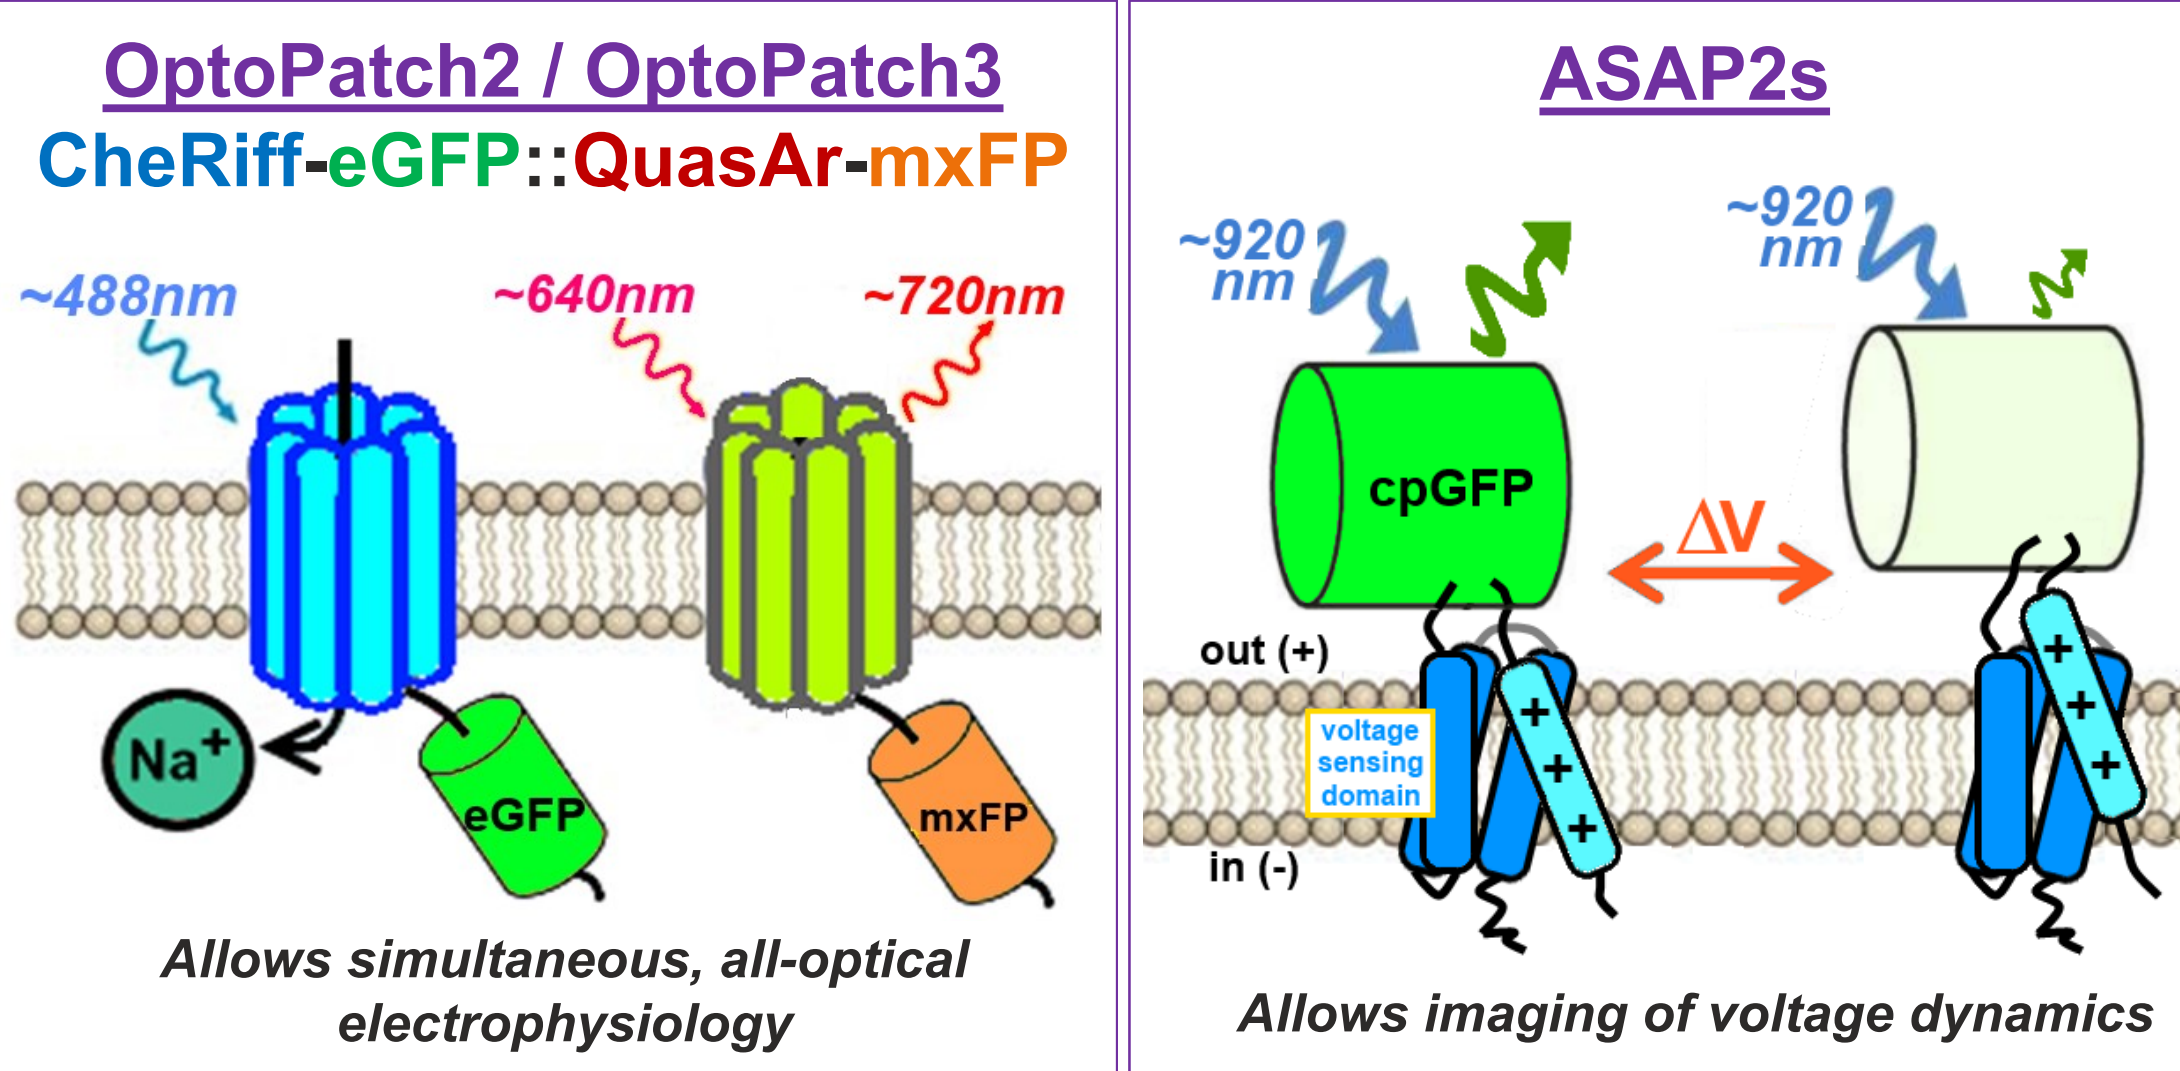 OptoPatch2 / OptoPatch3
CheRiff-eGFP::QuasAr-mxFP
~488nm
~640nm
~720nm
Na+
eGFP
mxFP
Allows simultaneous, all-optical
electrophysiology
ASAP2s
~920
nm
~920
nm
cpGFP
ΔV
out (+)
voltage
sensing
domain
in (-)
+
+
+
+
+
+
Allows imaging of voltage dynamics